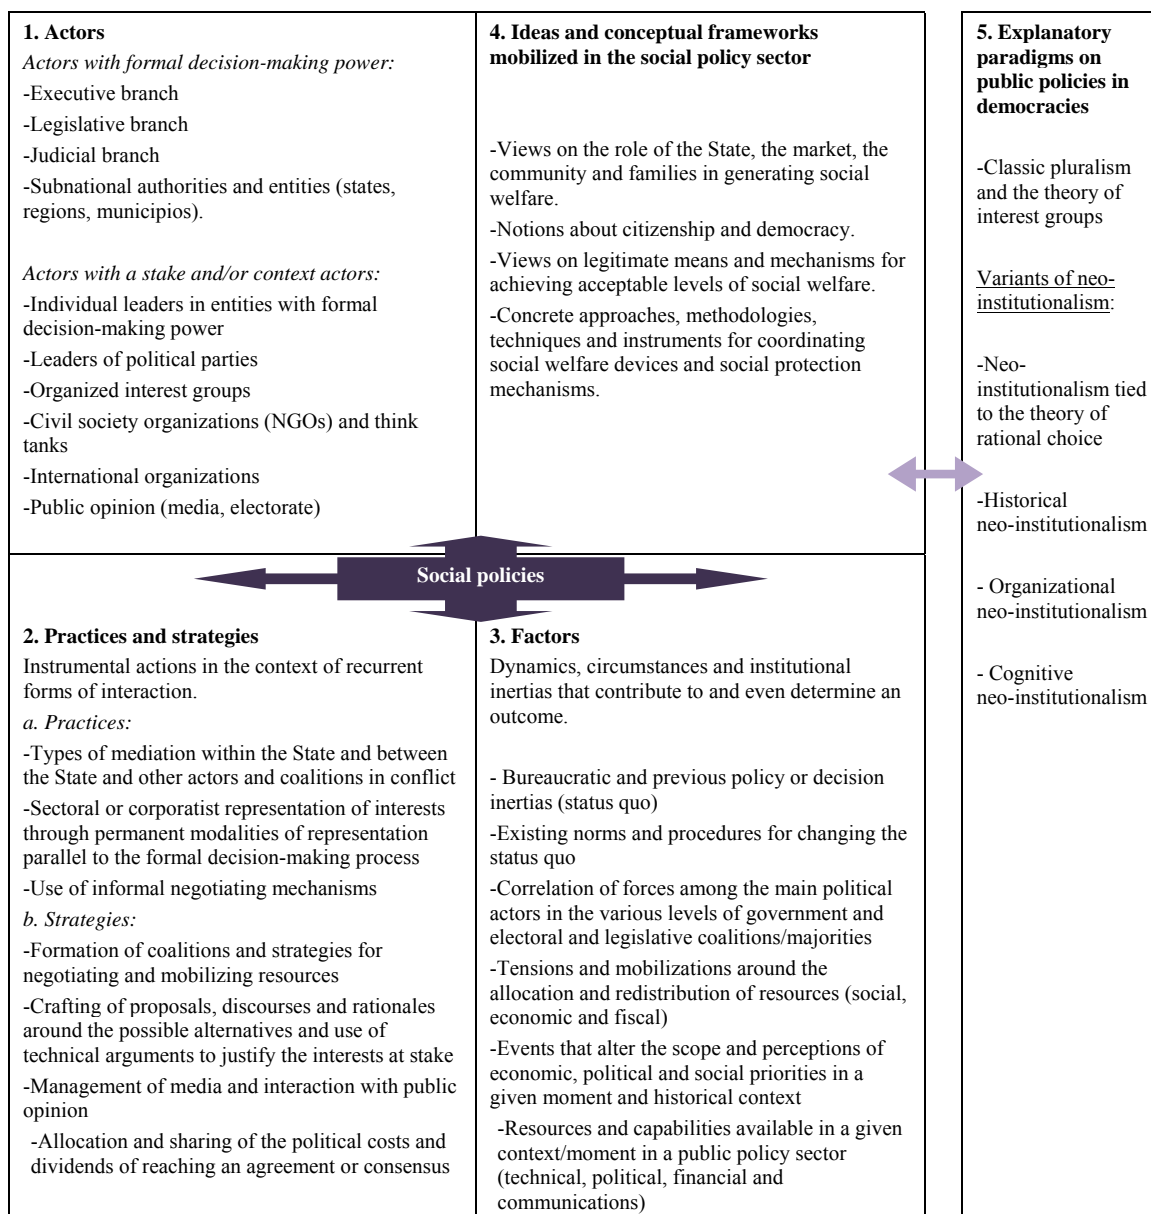 1. Actors
Actors with formal decision-making power:
-Executive branch
-Legislative branch
-Judicial branch
-Subnational authorities and entities (states,
regions, municipios).
Actors with a stake and/or context actors:
-Individual leaders in entities with formal
decision-making power
-Leaders of political parties
-Organized interest groups
-Civil society organizations (NGOs) and think
tanks
-International organizations
-Public opinion (media, electorate)
4. Ideas and conceptual frameworks
mobilized in the social policy sector
-Views on the role of the State, the market, the
community and families in generating social
welfare.
-Notions about citizenship and democracy.
-Views on legitimate means and mechanisms for
achieving acceptable levels of social welfare.
-Concrete approaches, methodologies,
techniques and instruments for coordinating
social welfare devices and social protection
mechanisms.
Social policies
2. Practices and strategies
Instrumental actions in the context of recurrent
forms of interaction.
a. Practices:
-Types of mediation within the State and between
the State and other actors and coalitions in conflict
-Sectoral or corporatist representation of interests
through permanent modalities of representation
parallel to the formal decision-making process
-Use of informal negotiating mechanisms
b. Strategies:
-Formation of coalitions and strategies for
negotiating and mobilizing resources
-Crafting of proposals, discourses and rationales
around the possible alternatives and use of
technical arguments to justify the interests at stake
-Management of media and interaction with public
opinion
-Allocation and sharing of the political costs and
dividends of reaching an agreement or consensus
3. Factors
Dynamics, circumstances and institutional
inertias that contribute to and even determine an
outcome.
- Bureaucratic and previous policy or decision
inertias (status quo)
-Existing norms and procedures for changing the
status quo
-Correlation of forces among the main political
actors in the various levels of government and
electoral and legislative coalitions/majorities
-Tensions and mobilizations around the
allocation and redistribution of resources (social,
economic and fiscal)
-Events that alter the scope and perceptions of
economic, political and social priorities in a
given moment and historical context
-Resources and capabilities available in a given
context/moment in a public policy sector
(technical, political, financial and
communications)
5. Explanatory
paradigms on
public policies in
democracies
-Classic pluralism
and the theory of
interest groups
Variants of neo-
institutionalism:
-Neo-
institutionalism tied
to the theory of
rational choice
-Historical
neo-institutionalism
- Organizational
neo-institutionalism
- Cognitive
neo-institutionalism